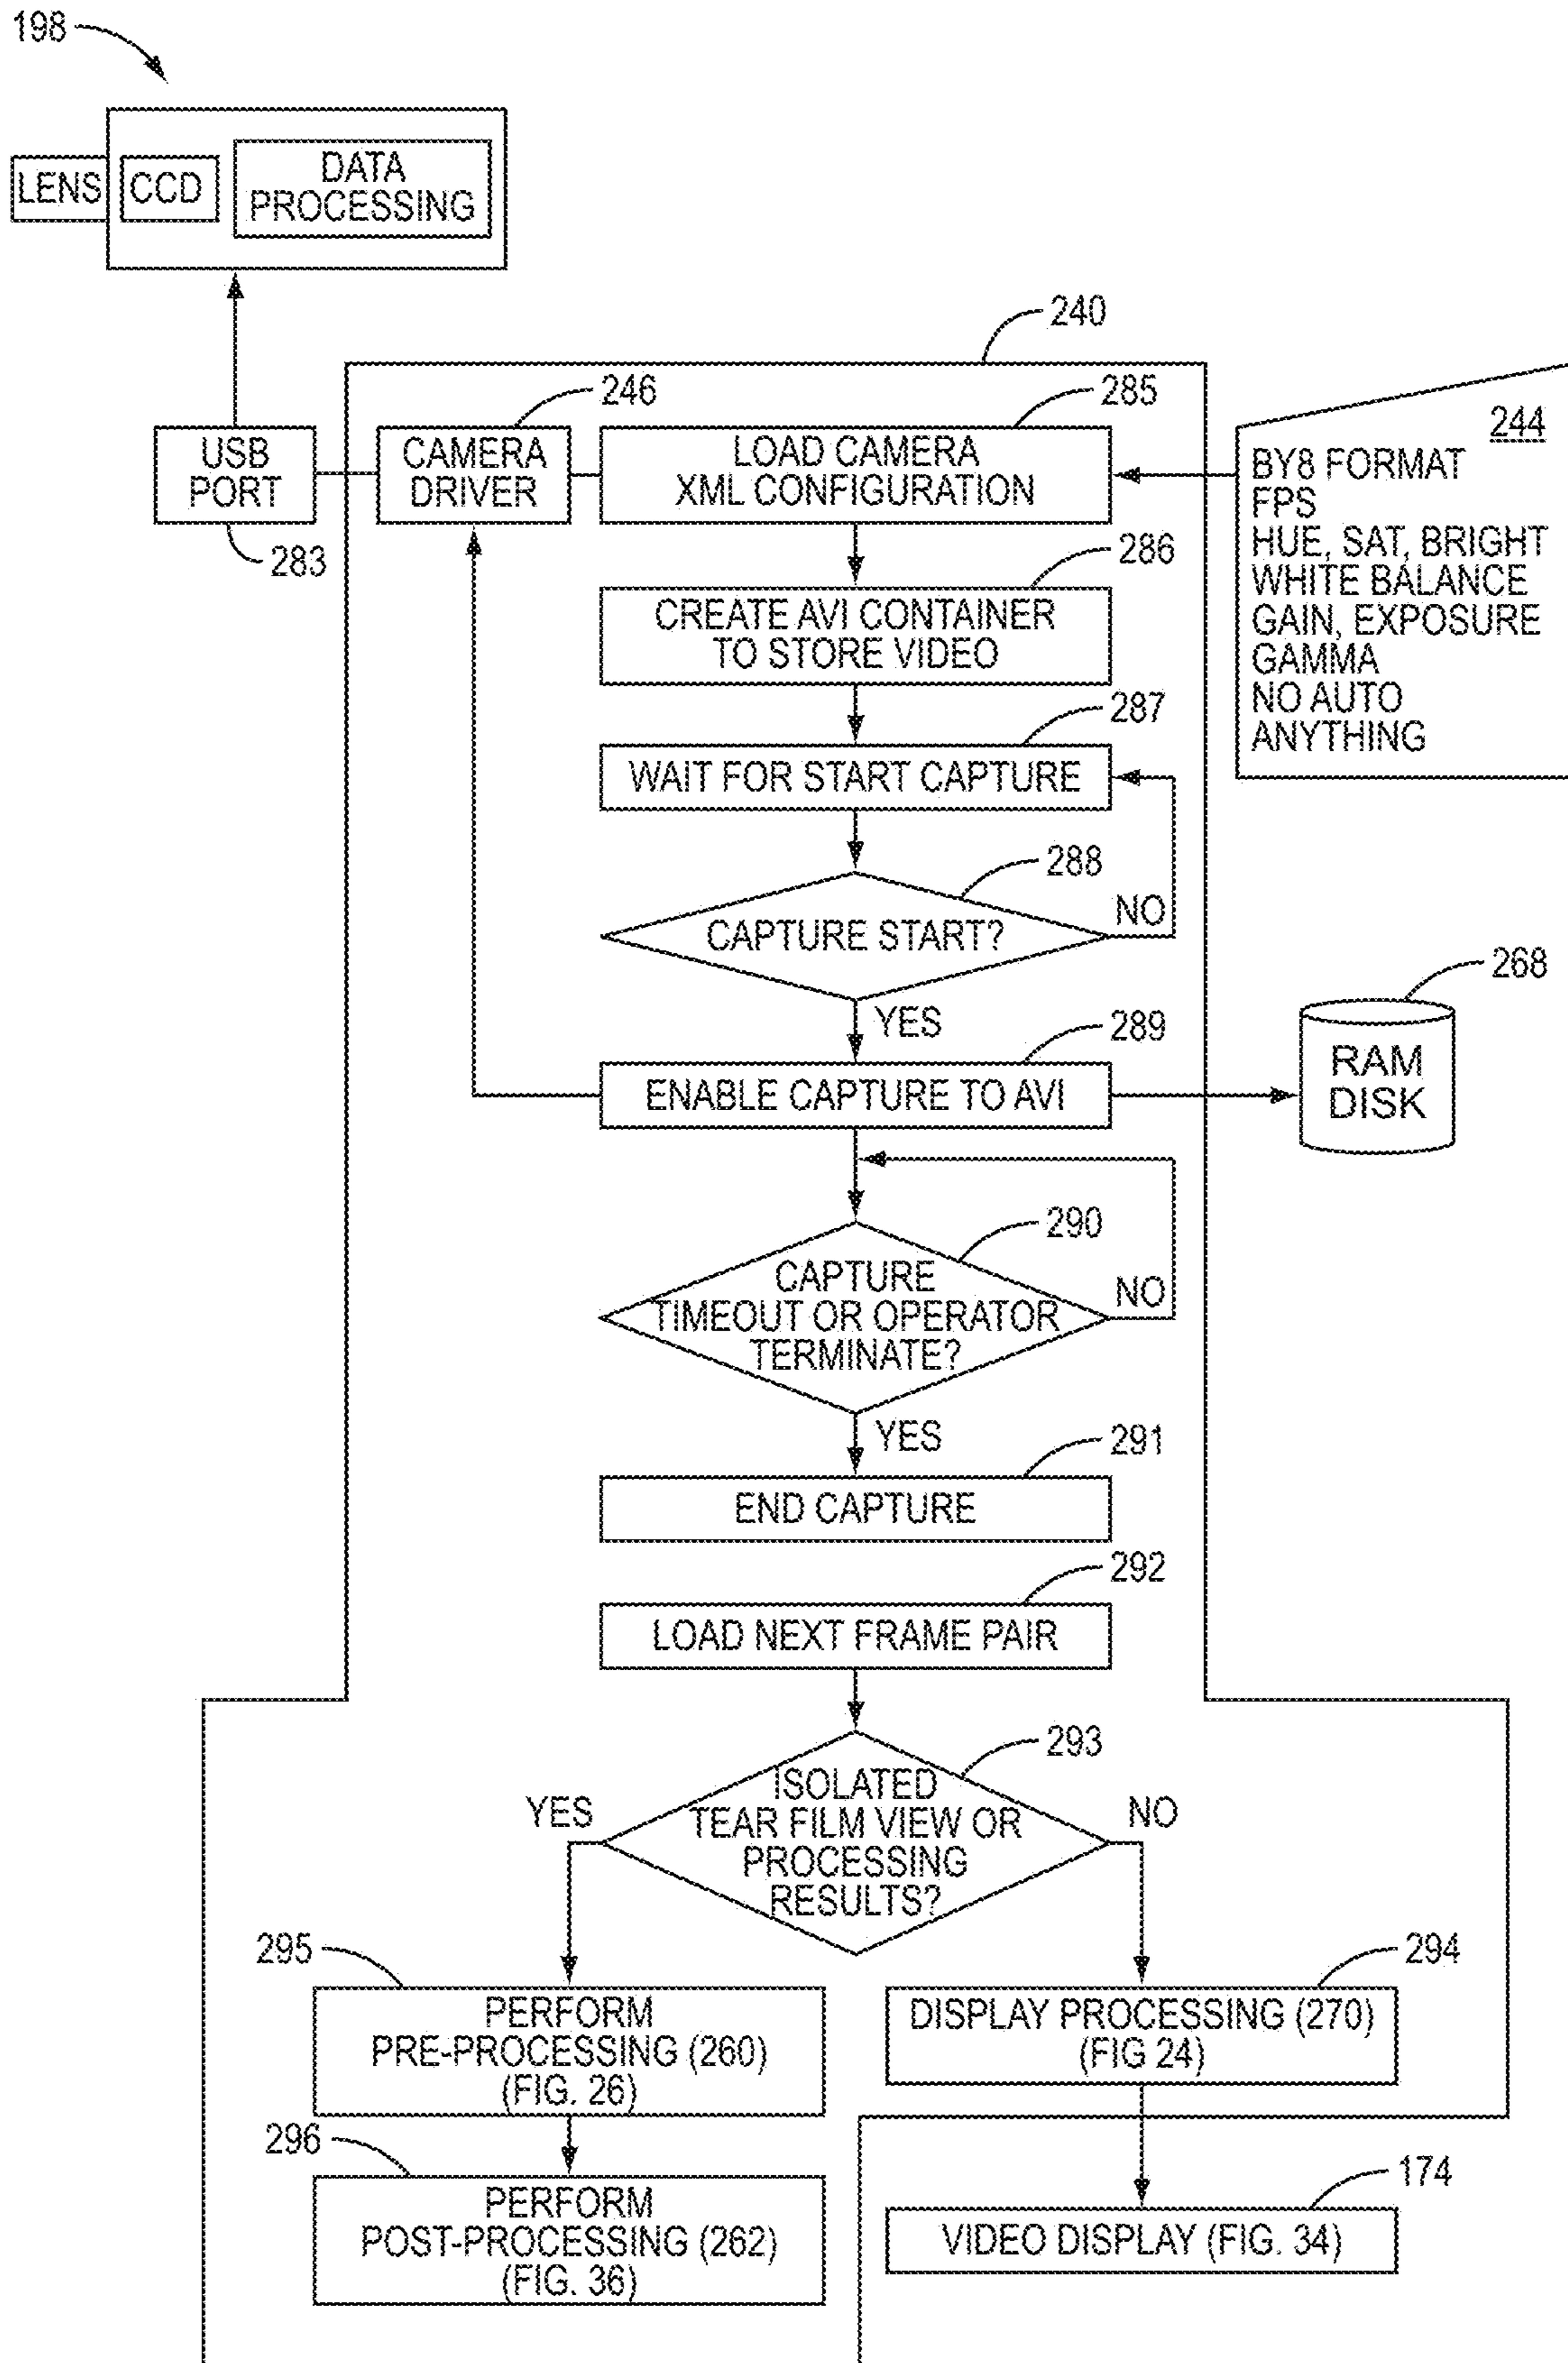 198
LENS
CCD
DATA
PROCESSING
240
246
285
244
USB
PORT
CAMERA
DRIVER
LOAD CAMERA
XML CONFIGURATION
BY8 FORMAT
FPS
HUE, SAT, BRIGHT
WHITE BALANCE
GAIN, EXPOSURE
GAMMA
NO AUTO
ANYTHING
283
286
CREATE AVI CONTAINER
TO STORE VIDEO
287
WAIT FOR START CAPTURE
288
NO
CAPTURE START?
YES
268
RAM
DISK
289
ENABLE CAPTURE TO AVI
290
CAPTURE
TIMEOUT OR OPERATOR
TERMINATE?
NO
YES
291
END CAPTURE
292
LOAD NEXT FRAME PAIR
293
ISOLATED
TEAR FILM VIEW OR
PROCESSING
RESULTS?
YES
NO
295
PERFORM
PRE-PROCESSING (260)
(FIG. 26)
294
DISPLAY PROCESSING (270)
(FIG 24)
296
PERFORM
POST-PROCESSING (262)
(FIG. 36)
174
VIDEO DISPLAY (FIG. 34)